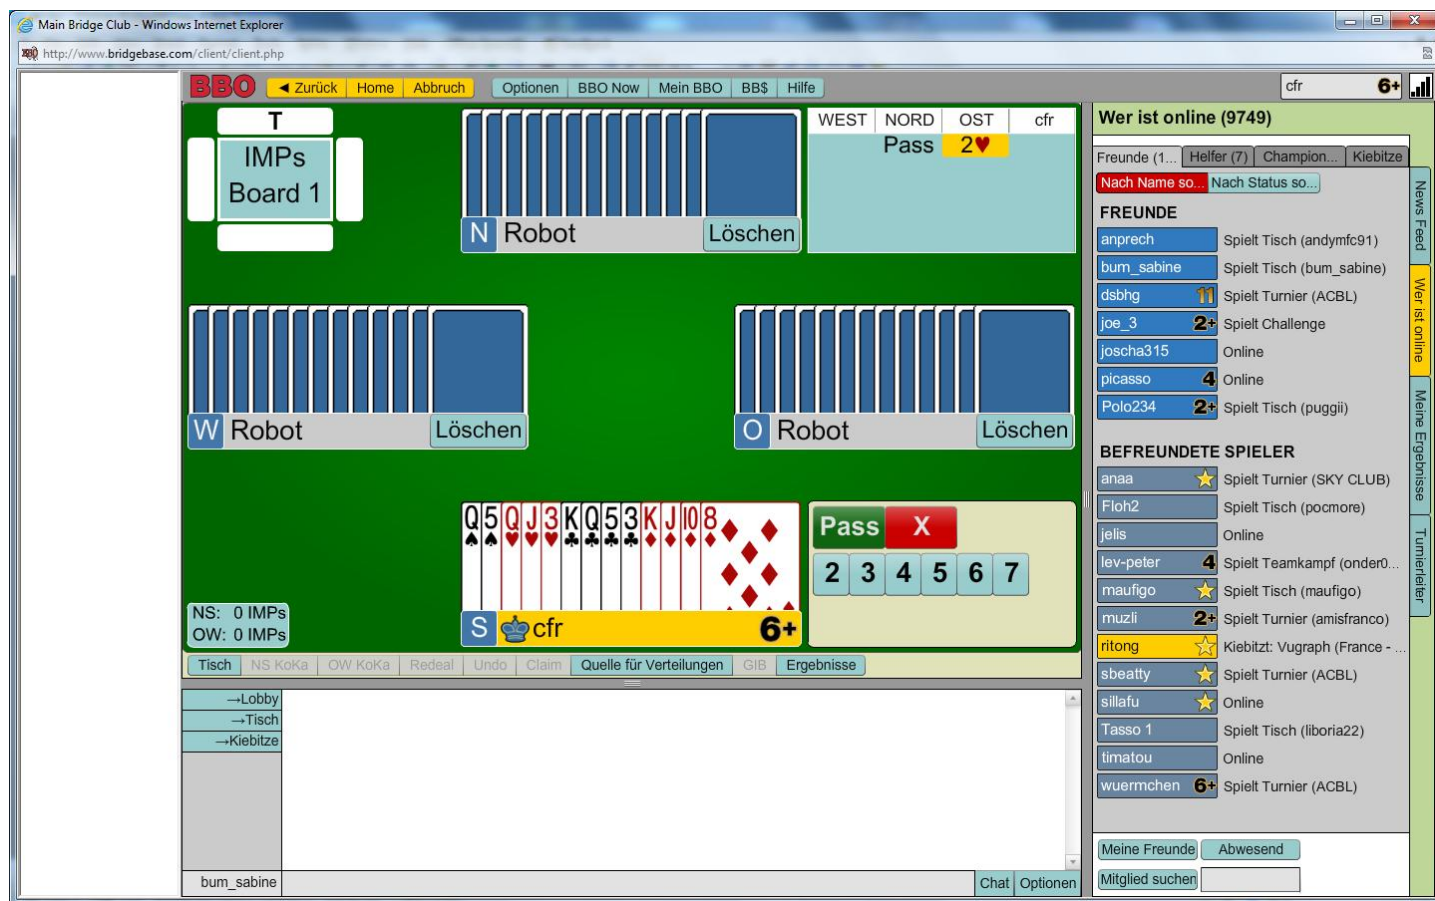 Main Bridge Club - Windows Internet Explorer
http://www.bridgebase.com/client/client.php
BBO ◄ Zurück Home Abbruch Optionen BBO Now Mein BBO BB$ Hilfe cfr 6+
T
IMPs
Board 1
N Robot Löschen
WEST NORD OST cfr
Pass 2♥
W Robot Löschen
O Robot Löschen
Q 5 Q J 3 K Q 5 3 K J 10 8
♠ ♠ ♥ ♥ ♥ ♣ ♣ ♣ ♣ ♦ ♦ ♦ ♦
S cfr 6+
Pass X
2 3 4 5 6 7
NS: 0 IMPs
OW: 0 IMPs
Tisch NS KoKa OW KoKa Redeal Undo Claim Quelle für Verteilungen GIB Ergebnisse
→Lobby
→Tisch
→Kiebitze
bum_sabine Chat Optionen
Wer ist online (9749)
Freunde (1... Helfer (7) Champion... Kiebitze
Nach Name so... Nach Status so...
FREUNDE
anprech Spielt Tisch (andymfc91)
bum_sabine Spielt Tisch (bum_sabine)
dsbhg 11 Spielt Turnier (ACBL)
joe_3 2+ Spielt Challenge
joscha315 Online
picasso 4 Online
Polo234 2+ Spielt Tisch (puggii)
BEFREUNDETE SPIELER
anaa Spielt Turnier (SKY CLUB)
Floh2 Spielt Tisch (pocmore)
jelis Online
lev-peter 4 Spielt Teamkampf (onder0...
maufigo Spielt Tisch (maufigo)
muzli 2+ Spielt Turnier (amisfranco)
ritong Kiebitzt: Vugraph (France - ...
sbeatty Spielt Turnier (ACBL)
sillafu Online
Tasso 1 Spielt Tisch (liboria22)
timatou Online
wuermchen 6+ Spielt Turnier (ACBL)
Meine Freunde Abwesend
Mitglied suchen
News Feed
Wer ist online
Meine Ergebnisse
Turnierleiter